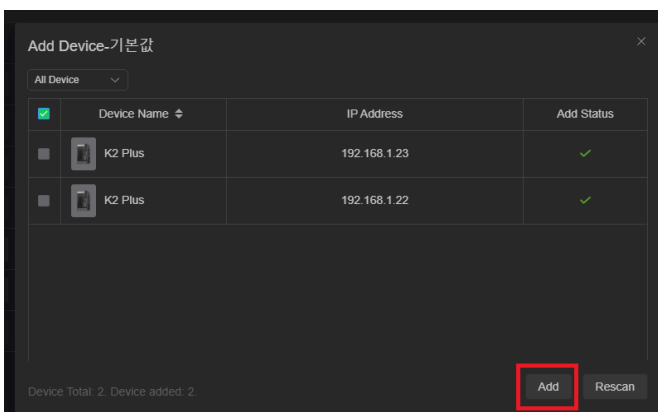 Add Device-기본값
All Device
Device Name IP Address Add Status
K2 Plus 192.168.1.23
K2 Plus 192.168.1.22
Device Total: 2. Device added: 2.
Add Rescan